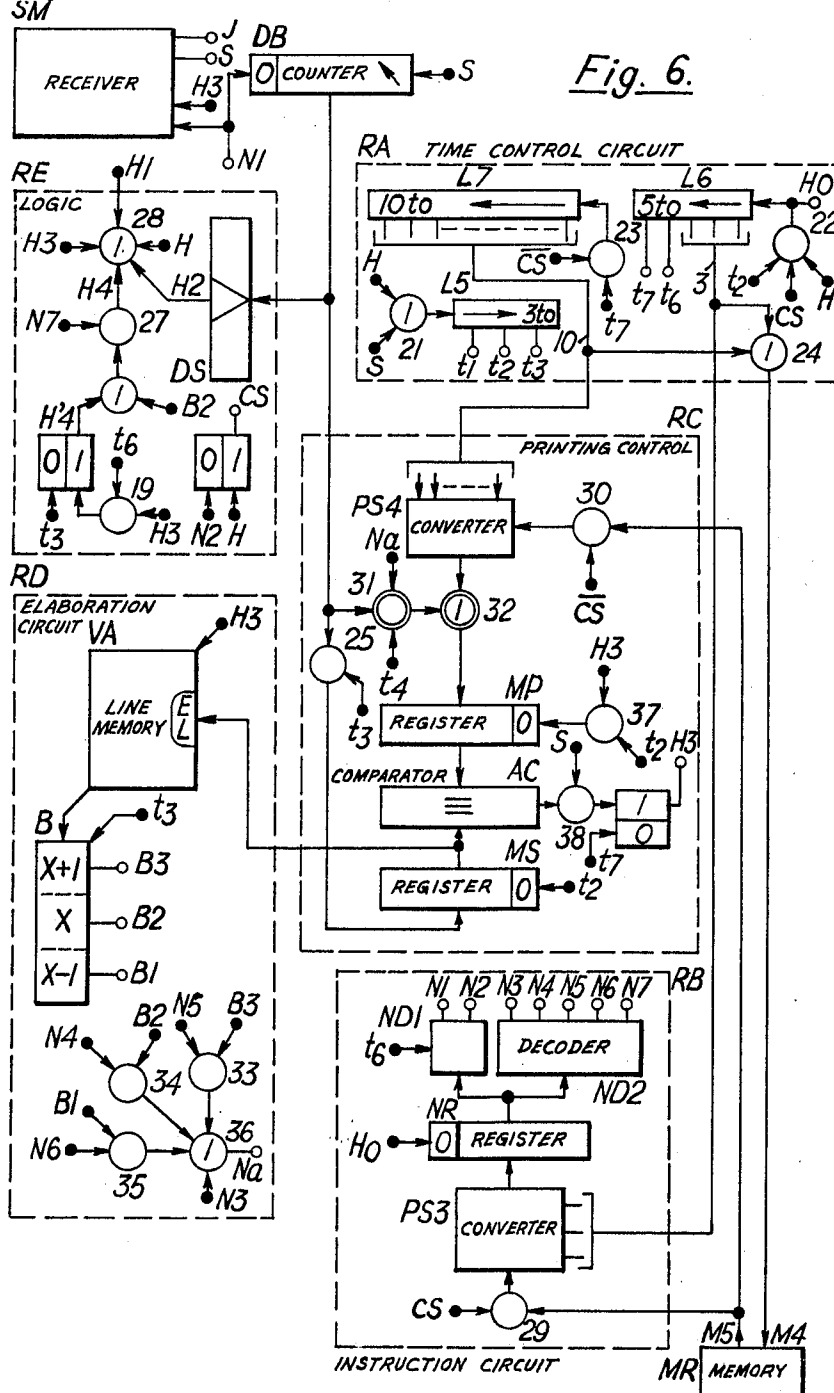 SM
RECEIVER
J
S
H3
N1
DB
0 COUNTER
S
Fig. 6.
RE
LOGIC
H1
28
1.
H3
H
H4
H2
N7
27
DS
1
B2
H'4
0 1
t6
19
t3
H3
CS
0 1
N2
H
RA TIME CONTROL CIRCUIT
L7
10to
L6
5to
H0
22
23
CS
t7
H
L5
3to
1
21
S
t1
t2
t3
10
t7
t6
3
t2
CS
H
1
24
RC
PRINTING CONTROL
PS4
CONVERTER
30
CS
Na
31
1
32
25
t4
t3
MP
REGISTER 0
H3
37
t2
COMPARATOR
AC
≡
S
38
H3
1
0
t7
MS
REGISTER 0
t2
RD
ELABORATION
CIRCUIT
VA
H3
LINE
MEMORY
E
L
B
t3
X+1
B3
X
B2
X-1
B1
N4
B2
N5
B3
34
33
B1
N6
35
1
36
Na
N3
RB
N1
N2
N3
N4
N5
N6
N7
ND1
t6
DECODER
ND2
NR
H0
0 REGISTER
PS3
CONVERTER
CS
29
INSTRUCTION CIRCUIT
M5
M4
MR
MEMORY